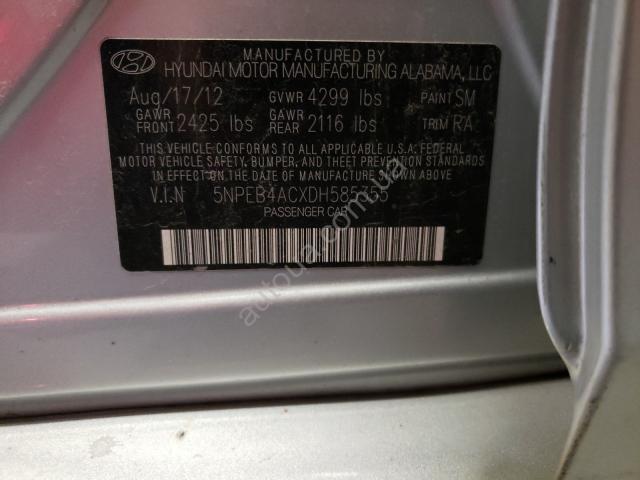 MANUFACTURED BY
HYUNDAI MOTOR MANUFACTURING ALABAMA, LLC
Aug/17/12 GVWR 4299 lbs PAINT SM
GAWR FRONT 2425 lbs GAWR REAR 2116 lbs TRIM RA
THIS VEHICLE CONFORMS TO ALL APPLICABLE U.S.A. FEDERAL
MOTOR VEHICLE SAFETY, BUMPER, AND THEFT PREVENTION STANDARDS
IN EFFECT ON THE DATE OF MANUFACTURE SHOWN ABOVE.
V.I.N
PASSENGER CAR
autoua.com.ua